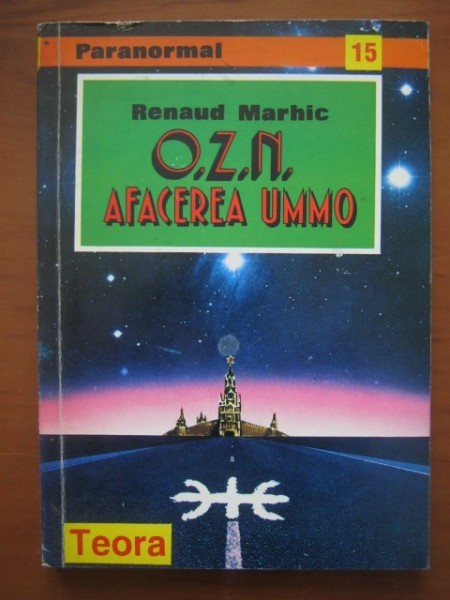 Paranormal 15
Renaud Marhic
O.Z.N.
AFACEREA UMMO
Teora